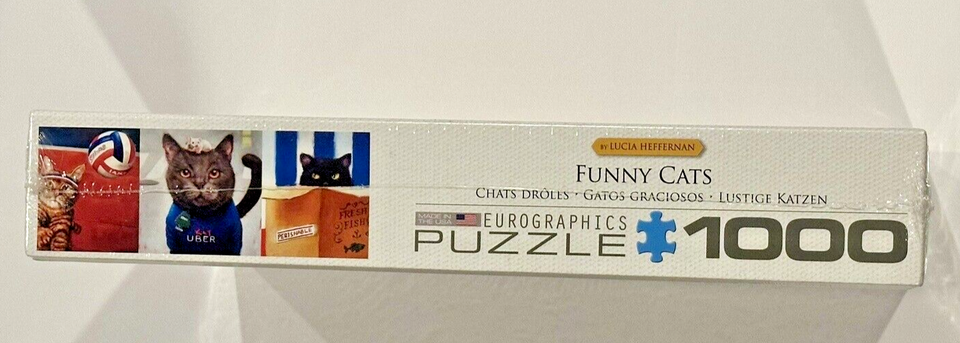 BY LUCIA HEFFERNAN
FUNNY CATS
CHATS DRÔLES · GATOS GRACIOSOS · LUSTIGE KATZEN
MADE IN
THE USA
EUROGRAPHICS
PUZZLE 1000
UBER
PERISHABLE
FRESH
FISH